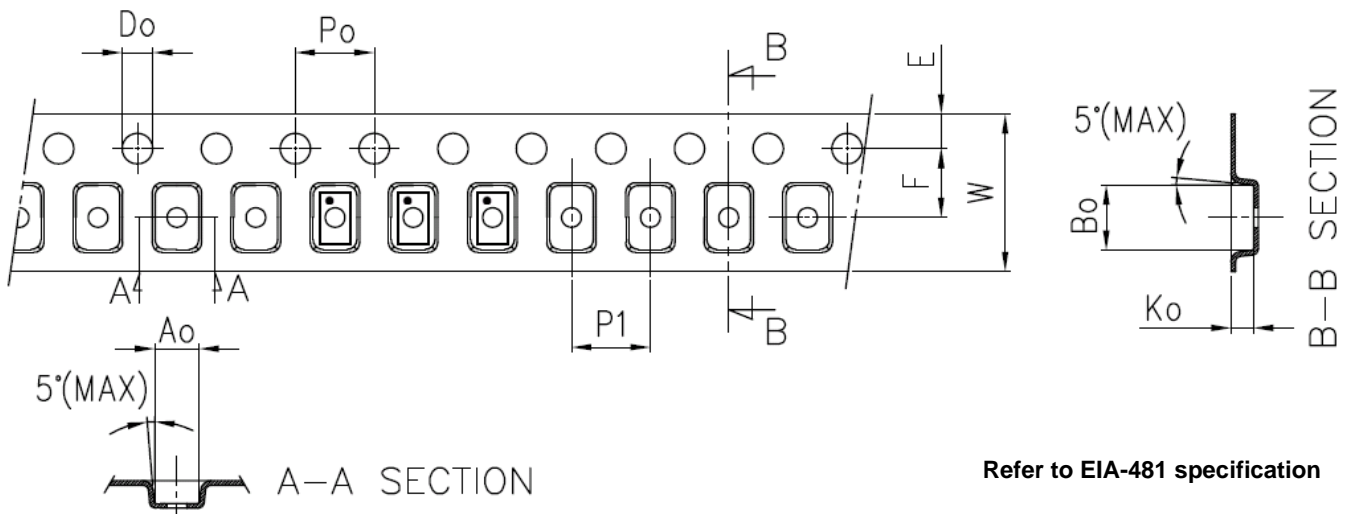 Do
Po
B
E
5°(MAX)
F
W
Bo
B-B SECTION
A
A
Ko
P1
B
Ao
5°(MAX)
A-A SECTION
Refer to EIA-481 specification